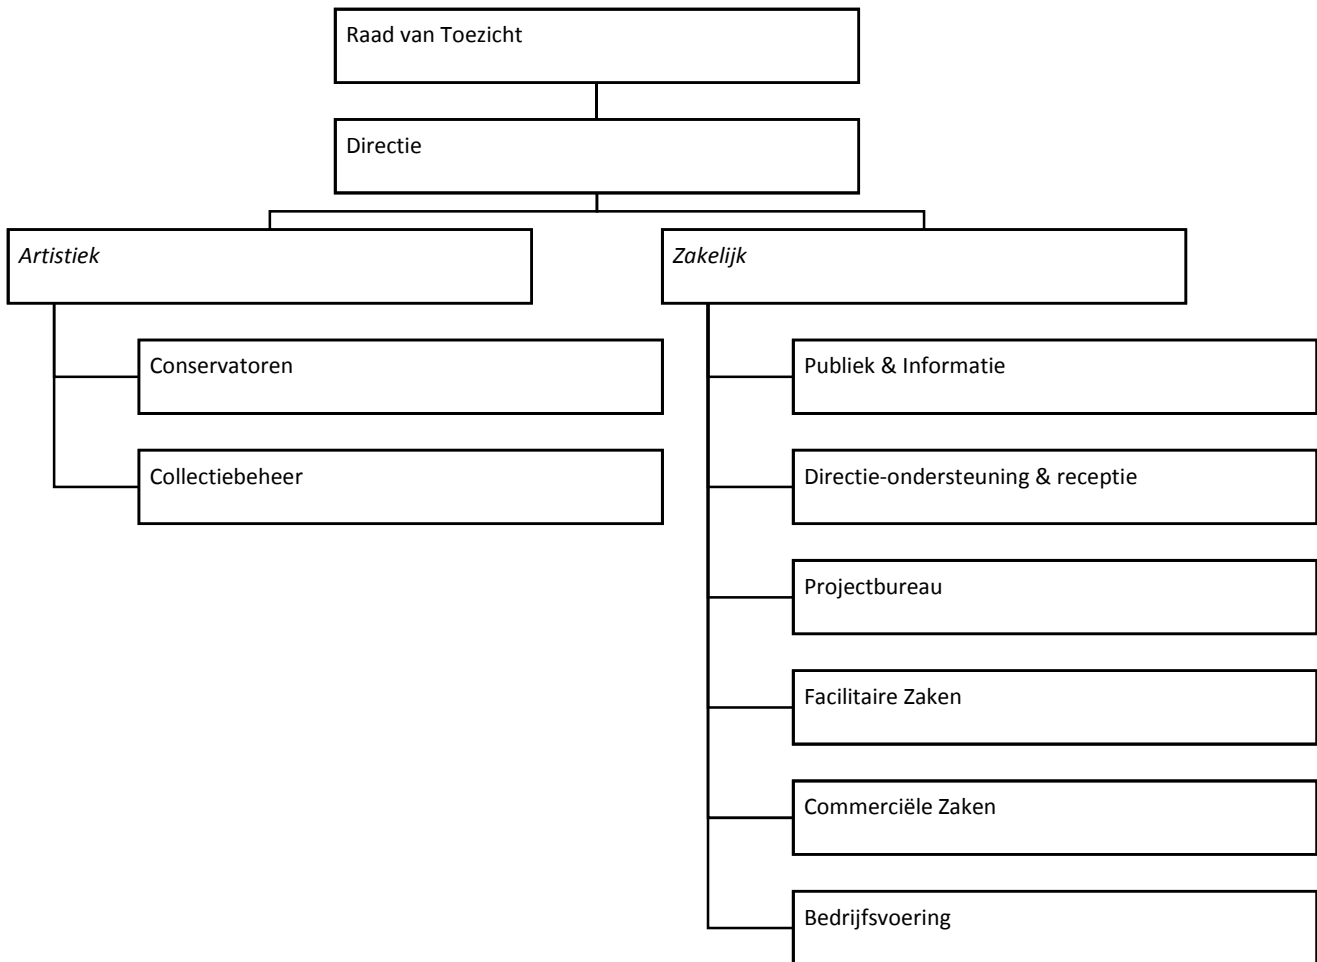 Raad van Toezicht
Directie
Artistiek
Zakelijk
Conservatoren
Collectiebeheer
Publiek & Informatie
Directie-ondersteuning & receptie
Projectbureau
Facilitaire Zaken
Commerciële Zaken
Bedrijfsvoering